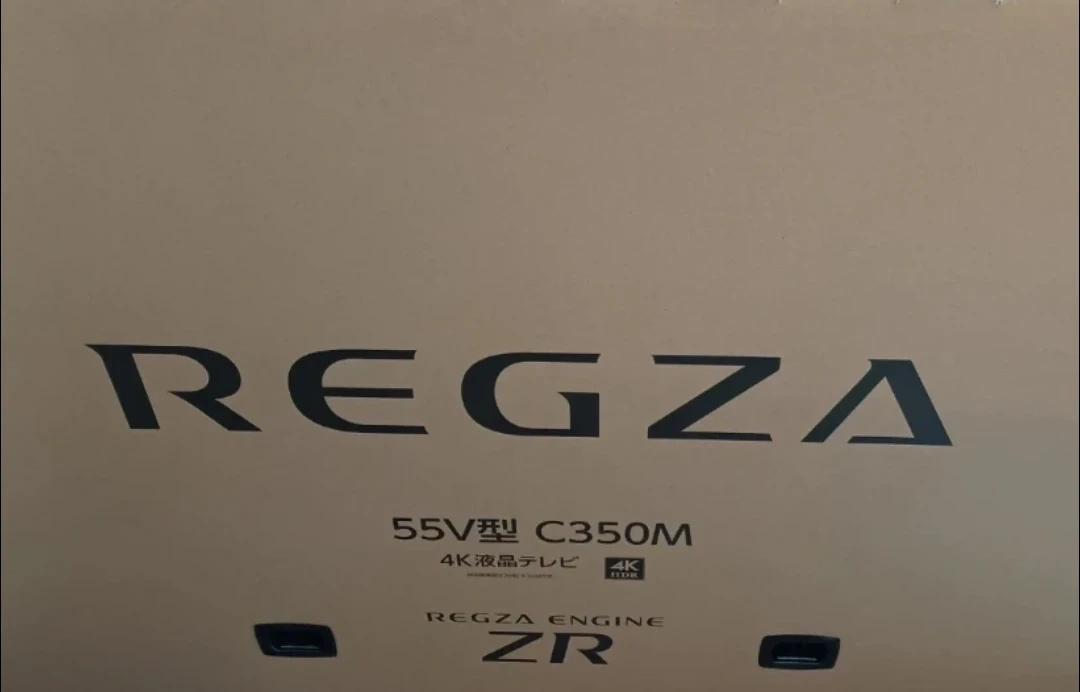 REGZA
55V型 C350M
4K液晶テレビ 4K HDR
REGZA ENGINE
ZR